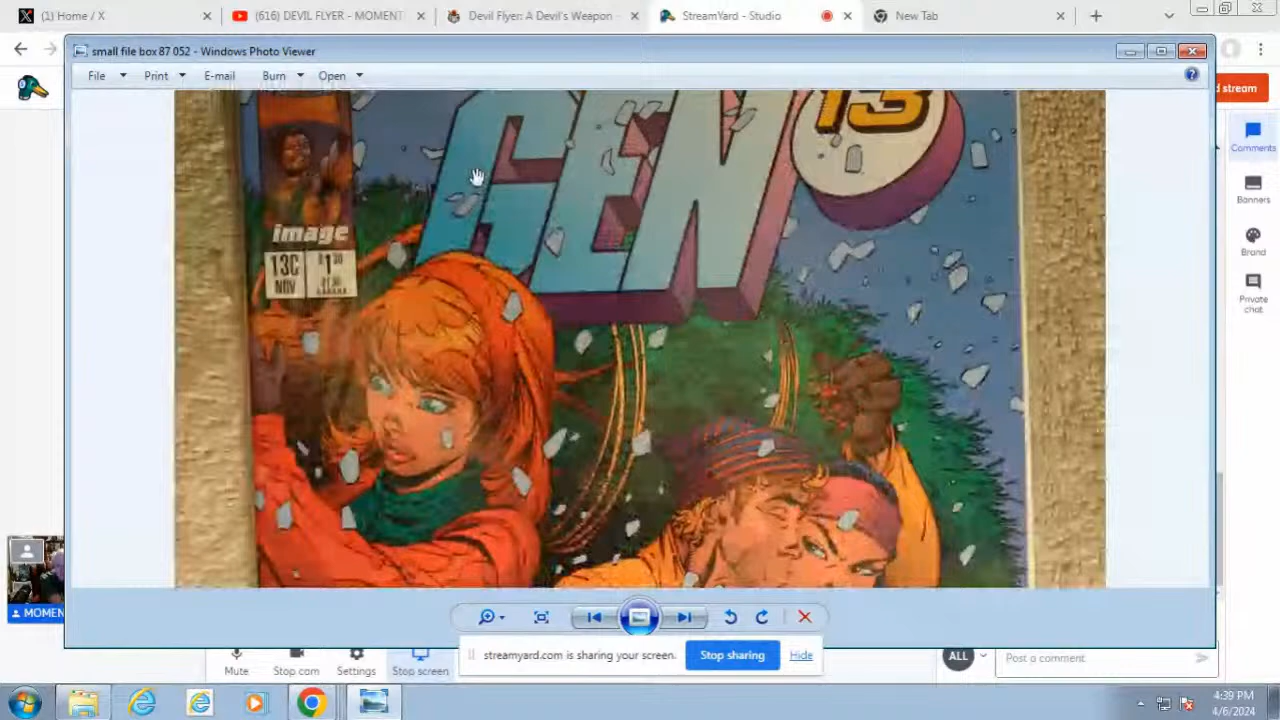 (1) Home / X
(616) DEVIL FLYER - MOMENT
Devil Flyer: A Devil's Weapon -
StreamYard - Studio
New Tab
small file box 87 052 - Windows Photo Viewer
File
Print
E-mail
Burn
Open
d stream
GEN 13
image
13C
NOV
Comments
Banners
Brand
Private
chat
MOMEN
streamyard.com is sharing your screen.
Stop sharing
Hide
Mute
Stop cam
Settings
Stop screen
ALL
Post a comment
4:39 PM
4/6/2024